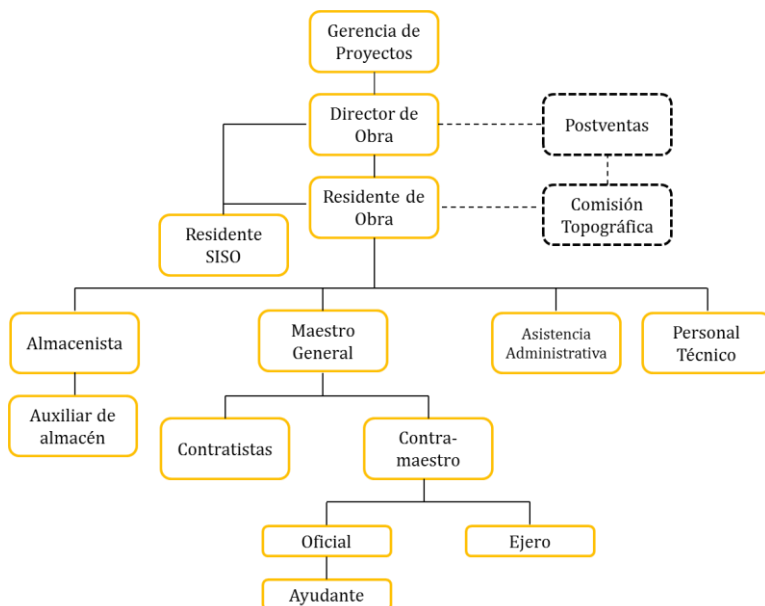 Gerencia de
Proyectos
Director de
Obra
Postventas
Residente de
Obra
Comisión
Topográfica
Residente
SISO
Almacenista
Maestro
General
Asistencia
Administrativa
Personal
Técnico
Auxiliar de
almacén
Contratistas
Contra-
maestro
Oficial
Ejero
Ayudante